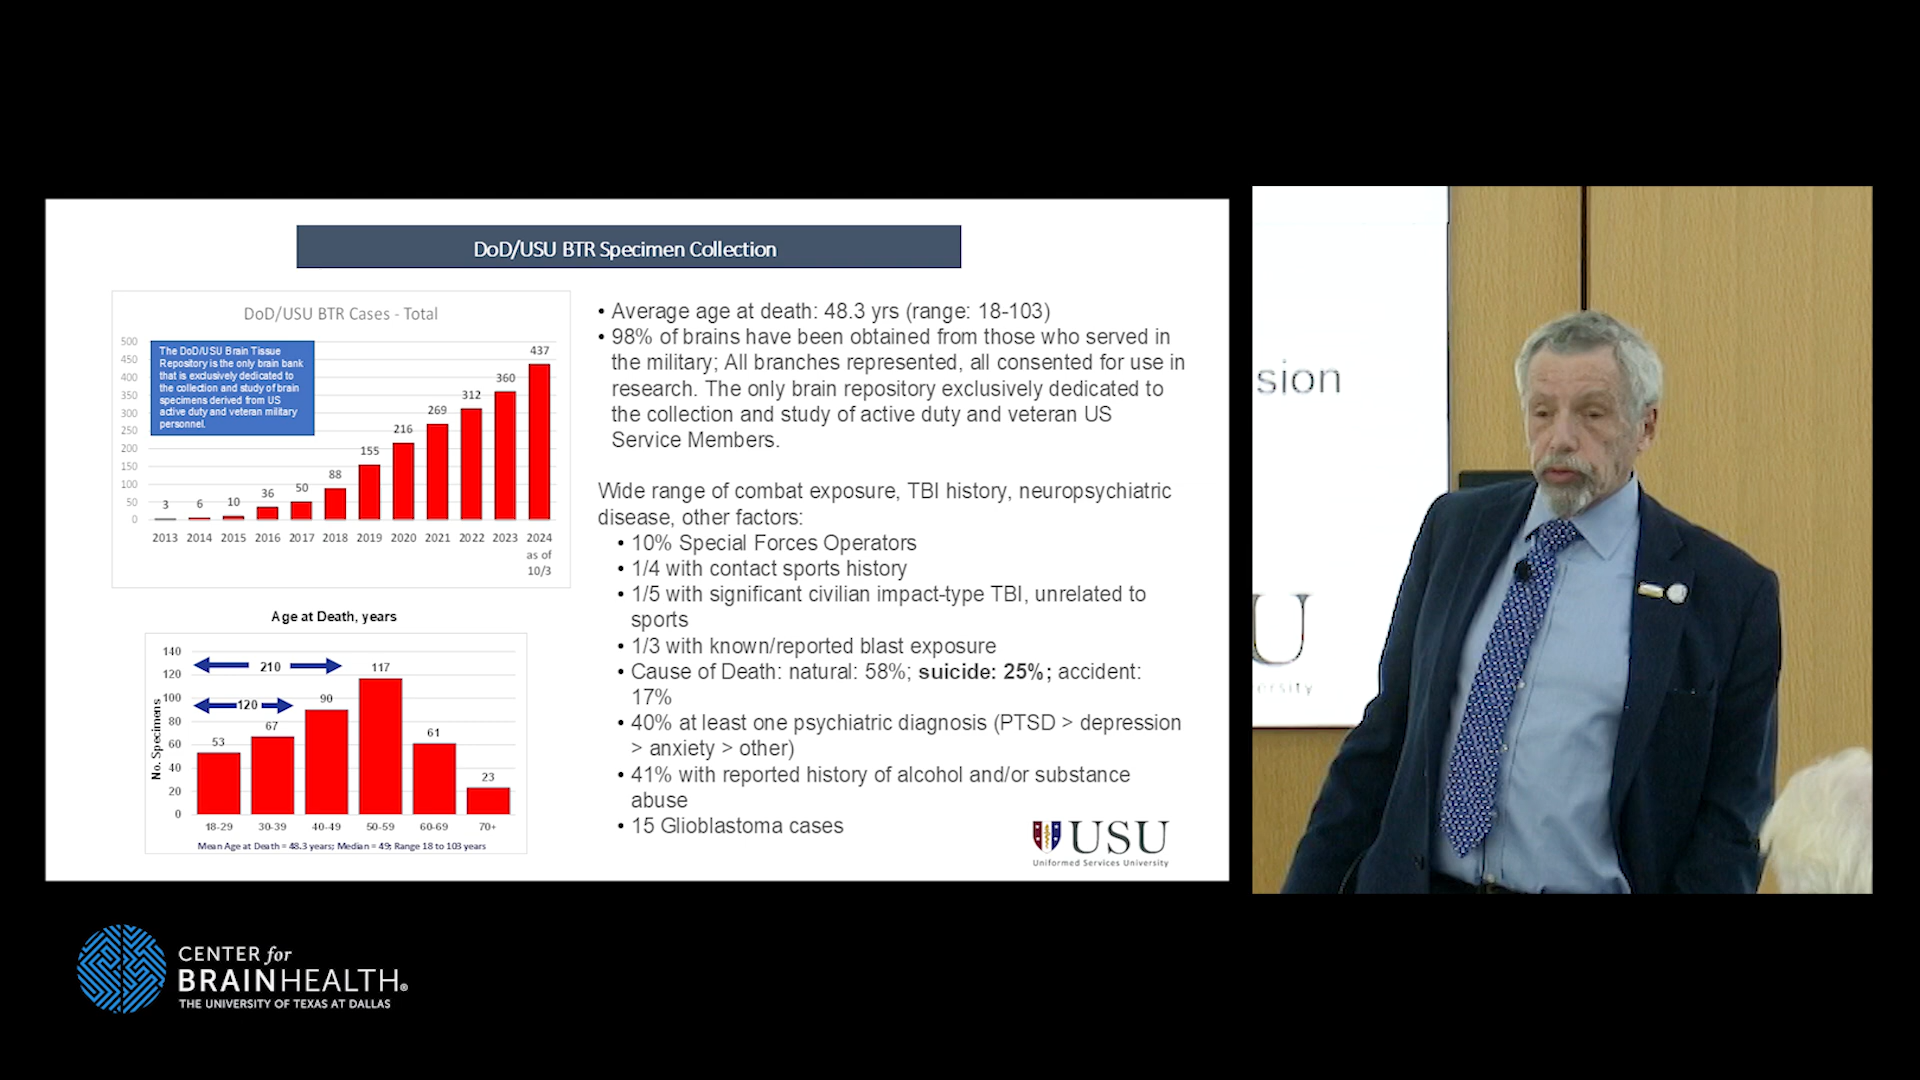 DoD/USU BTR Specimen Collection
DoD/USU BTR Cases - Total
500
450
400
350
300
250
200
150
100
50
0
The DoD/USU Brain Tissue
Repository is the only brain bank
that is exclusively dedicated to
the collection and study of brain
specimens derived from US
active duty and veteran military
personnel.
3
6
10
36
50
88
155
216
269
312
360
437
2013 2014 2015 2016 2017 2018 2019 2020 2021 2022 2023 2024
as of
10/3
Age at Death, years
No. Specimens
140
120
100
80
60
40
20
0
210
120
53
67
90
117
61
23
18-29 30-39 40-49 50-59 60-69 70+
Mean Age at Death = 48.3 years; Median = 49; Range 18 to 103 years
• Average age at death: 48.3 yrs (range: 18-103)
• 98% of brains have been obtained from those who served in
the military; All branches represented, all consented for use in
research. The only brain repository exclusively dedicated to
the collection and study of active duty and veteran US
Service Members.
Wide range of combat exposure, TBI history, neuropsychiatric
disease, other factors:
• 10% Special Forces Operators
• 1/4 with contact sports history
• 1/5 with significant civilian impact-type TBI, unrelated to
sports
• 1/3 with known/reported blast exposure
• Cause of Death: natural: 58%; suicide: 25%; accident:
17%
• 40% at least one psychiatric diagnosis (PTSD > depression
> anxiety > other)
• 41% with reported history of alcohol and/or substance
abuse
• 15 Glioblastoma cases
USU
Uniformed Services University
sion
U
ersity
CENTER for
BRAINHEALTH®
THE UNIVERSITY OF TEXAS AT DALLAS